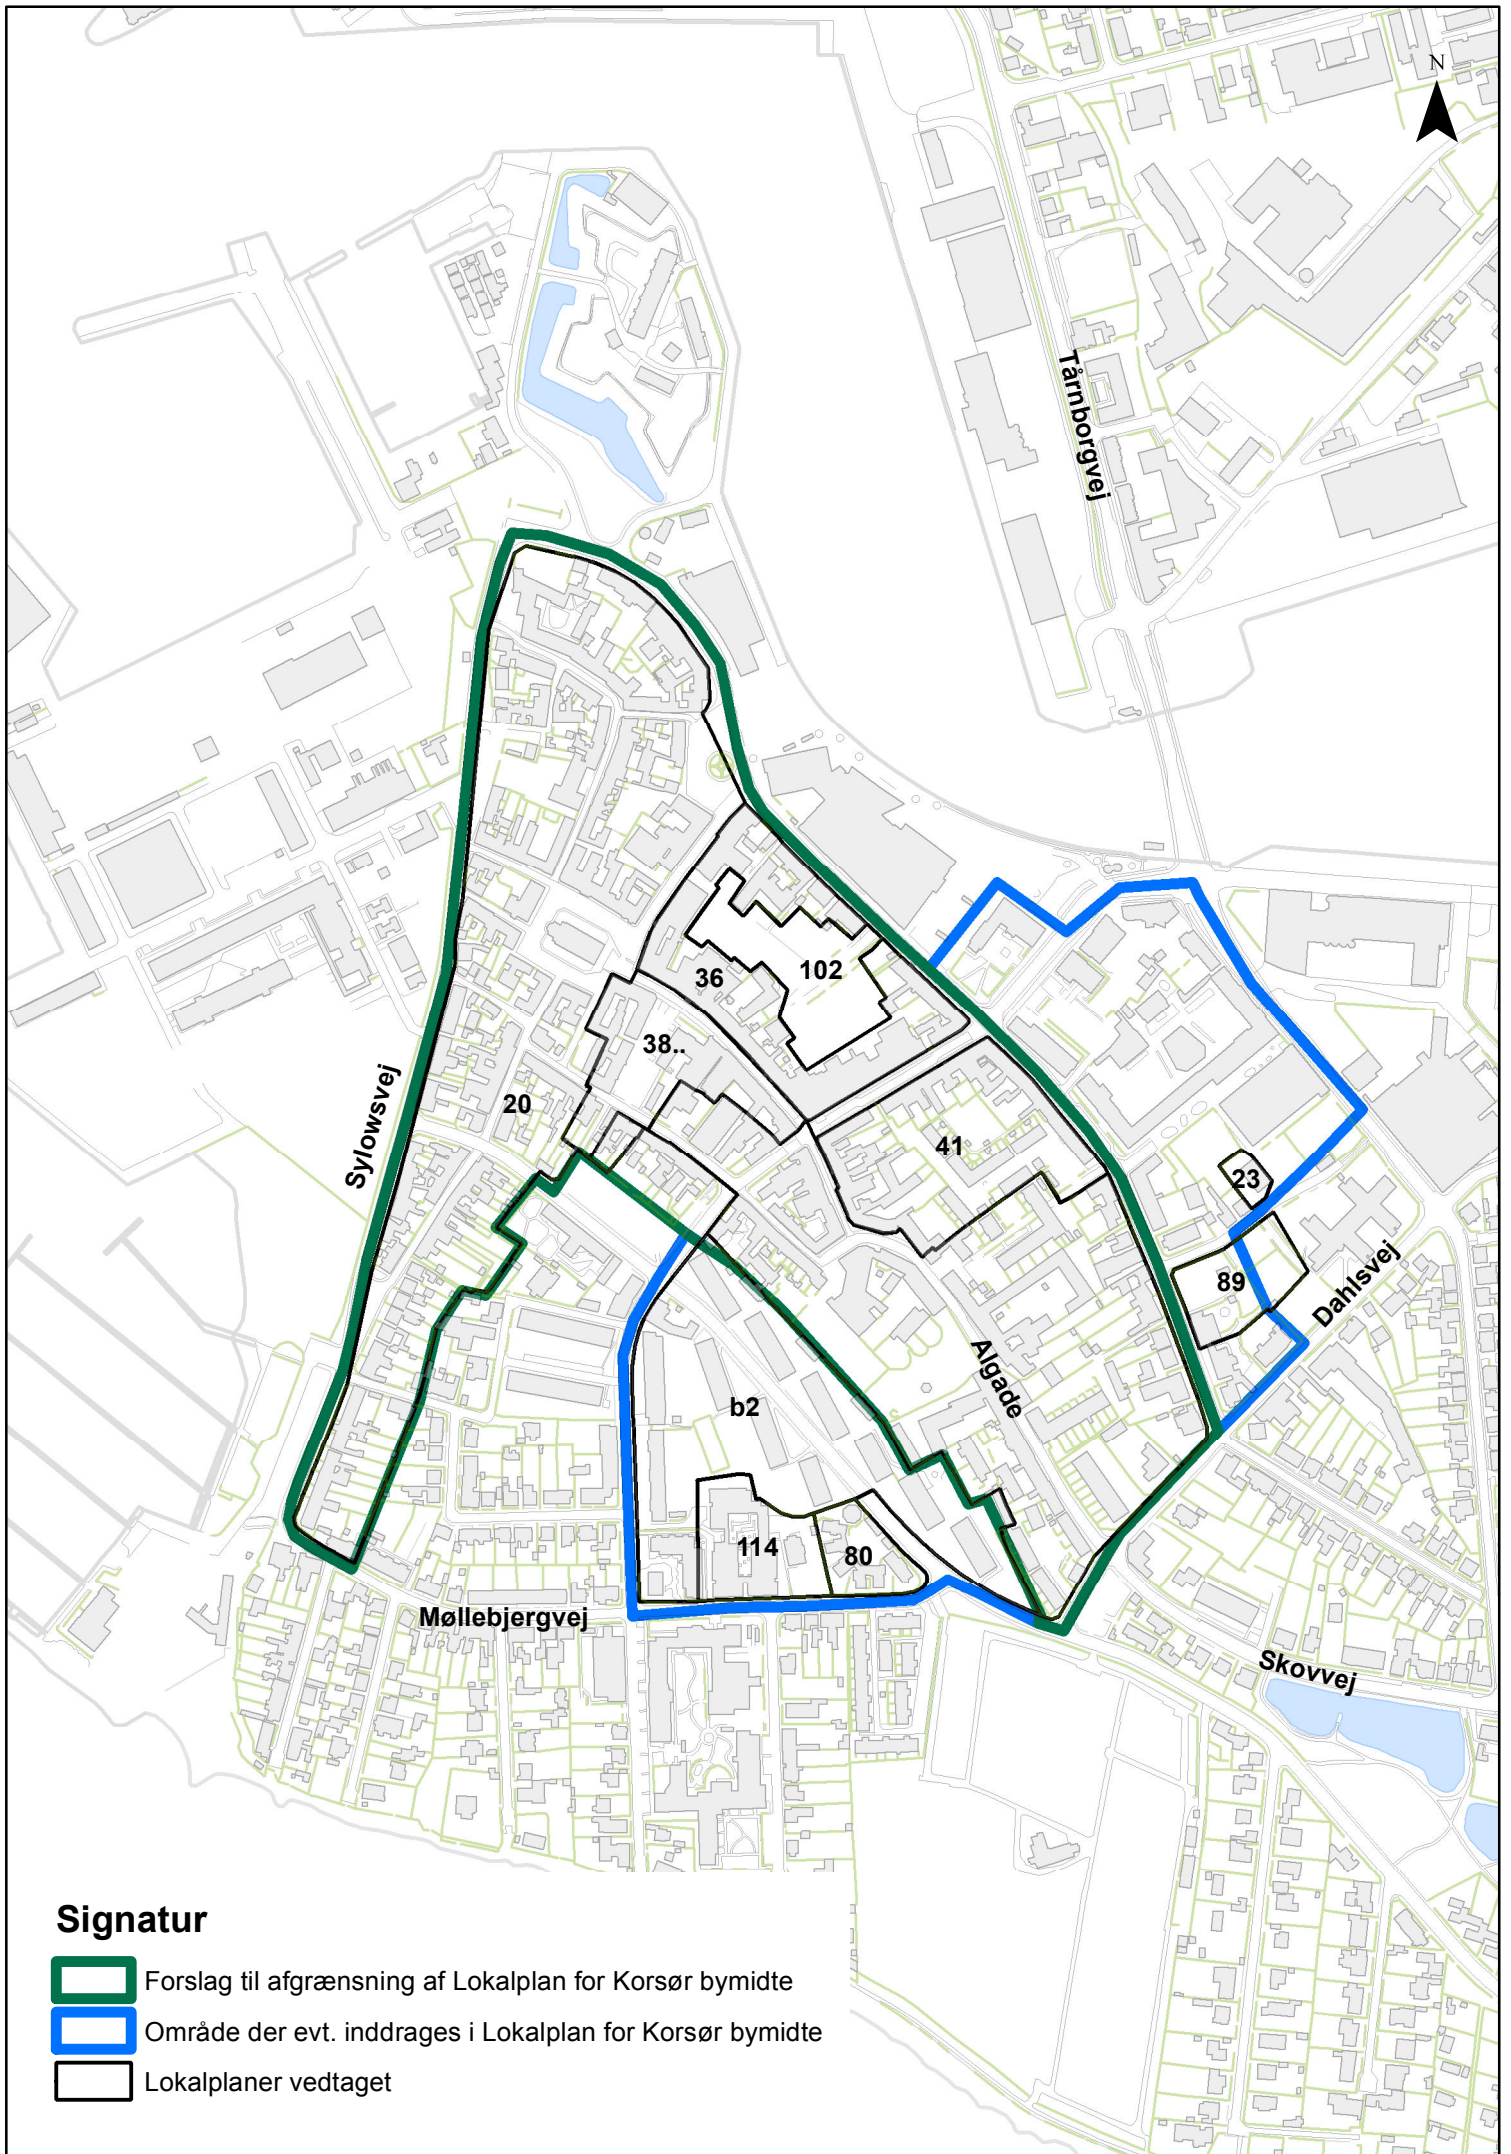 N
Tårnborgvej
102
36
38..
20
41
Sylowsvej
23
89
Dahlsvej
Algade
b2
114
80
Møllebjergvej
Skovvej
Signatur
Forslag til afgrænsning af Lokalplan for Korsør bymidte
Område der evt. inddrages i Lokalplan for Korsør bymidte
Lokalplaner vedtaget